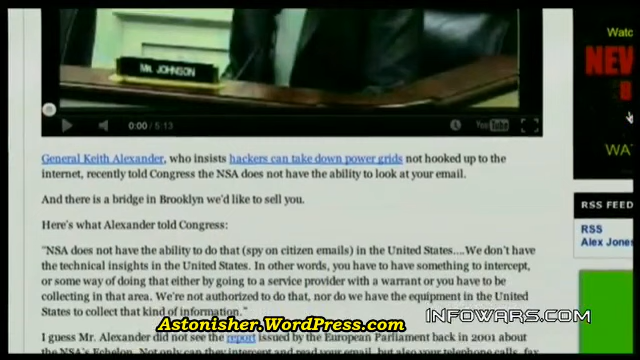 MR. JOHNSON
0:00 / 5:13
YouTube
General Keith Alexander, who insists hackers can take down power grids not hooked up to the
internet, recently told Congress the NSA does not have the ability to look at your email.
And there is a bridge in Brooklyn we'd like to sell you.
Here's what Alexander told Congress:
"NSA does not have the ability to do that (spy on citizen emails) in the United States....We don't have
the technical insights in the United States. In other words, you have to have something to intercept,
or some way of doing that either by going to a service provider with a warrant or you have to be
collecting in that area. We're not authorized to do that, nor do we have the equipment in the United
States to collect that kind of information."
I guess Mr. Alexander did not see the report issued by the European Parliament back in 2001 about
the NSA's Echelon. Not only can they intercept and read your email, but also your telephone calls, fax
Watc
NEV
WA
RSS FEED
RSS
Alex Jones
INFOWARS.COM
Astonisher.WordPress.com